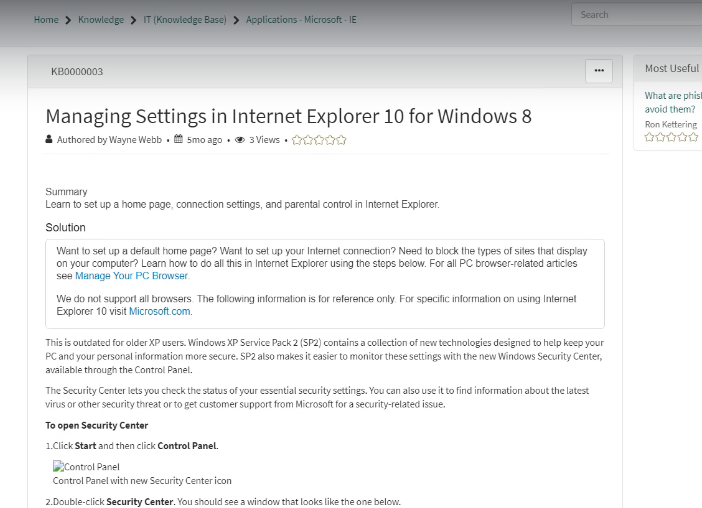 Home > Knowledge > IT (Knowledge Base) > Applications - Microsoft - IE
Search
KB0000003
...
Managing Settings in Internet Explorer 10 for Windows 8
Authored by Wayne Webb • 5mo ago • 3 Views •
Summary
Learn to set up a home page, connection settings, and parental control in Internet Explorer.
Solution
Want to set up a default home page? Want to set up your Internet connection? Need to block the types of sites that display
on your computer? Learn how to do all this in Internet Explorer using the steps below. For all PC browser-related articles
see Manage Your PC Browser.
We do not support all browsers. The following information is for reference only. For specific information on using Internet
Explorer 10 visit Microsoft.com.
This is outdated for older XP users. Windows XP Service Pack 2 (SP2) contains a collection of new technologies designed to help keep your
PC and your personal information more secure. SP2 also makes it easier to monitor these settings with the new Windows Security Center,
available through the Control Panel.
The Security Center lets you check the status of your essential security settings. You can also use it to find information about the latest
virus or other security threat or to get customer support from Microsoft for a security-related issue.
To open Security Center
1.Click Start and then click Control Panel.
Control Panel
Control Panel with new Security Center icon
2.Double-click Security Center. You should see a window that looks like the one below.
Most Useful
What are phis
avoid them?
Ron Kettering